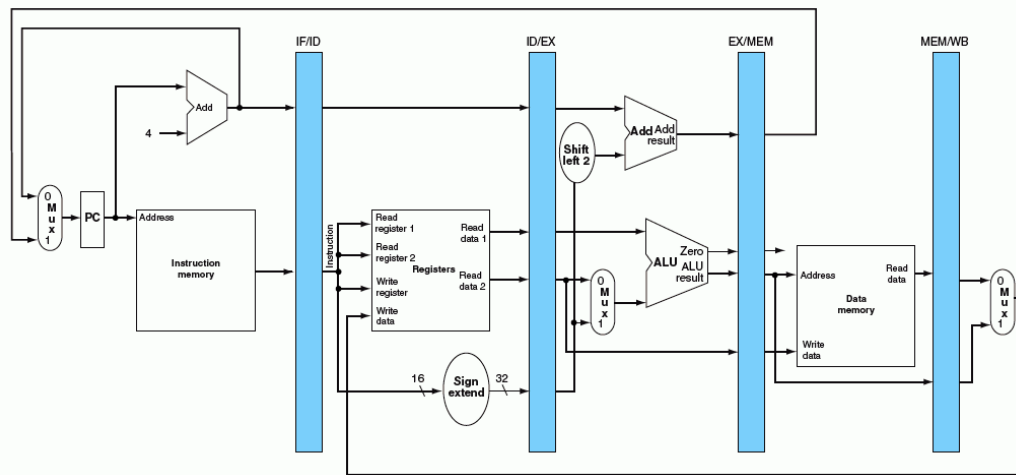 IF/ID
ID/EX
EX/MEM
MEM/WB
Add
4
Add Add
result
Shift
left 2
0
M
u
x
1
PC
Address
Instruction
memory
Instruction
Read
register 1
Read
register 2
Write
register
Write
data
Registers
Read
data 1
Read
data 2
16
Sign
extend
32
0
M
u
x
1
Zero
ALU
ALU
result
Address
Write
data
Data
memory
Read
data
0
M
u
x
1